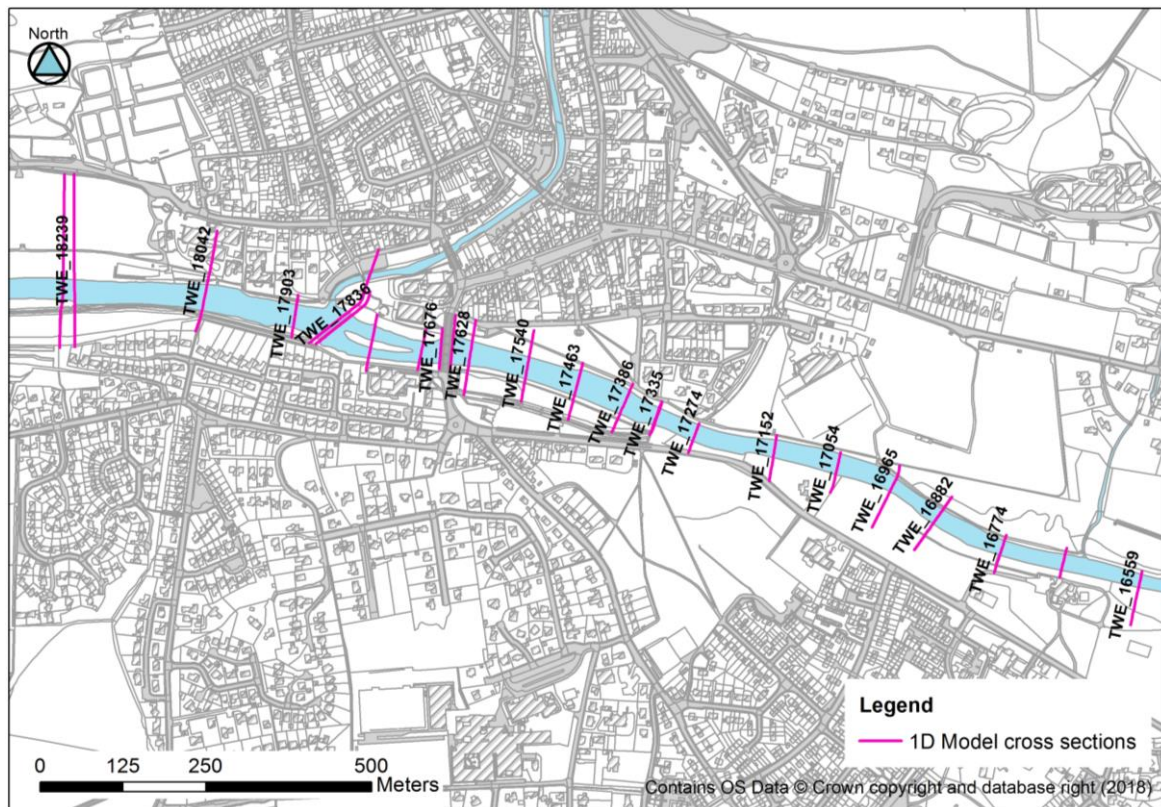 North
TWE_18239
TWE_18042
TWE_17903
TWE_17836
TWE_17676
TWE_17628
TWE_17540
TWE_17463
TWE_17386
TWE_17335
TWE_17274
TWE_17152
TWE_17054
TWE_16965
TWE_16882
TWE_16774
TWE_16559
Legend
1D Model cross sections
0 125 250 500
Meters
Contains OS Data © Crown copyright and database right (2018)